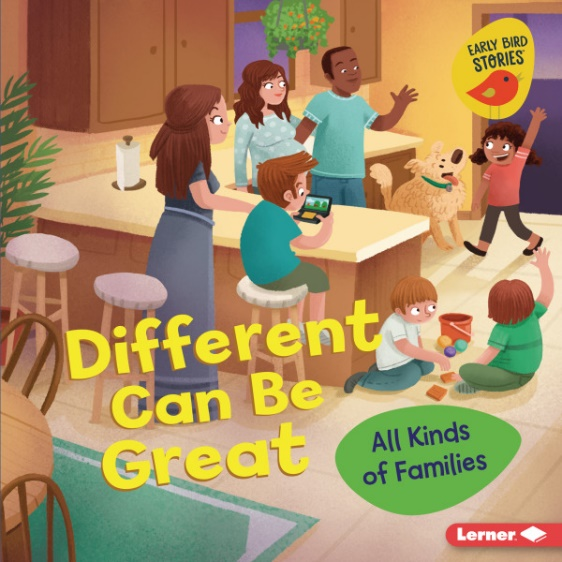 EARLY BIRD
STORIES
Different
Can Be
Great
All Kinds
of Families
Lerner